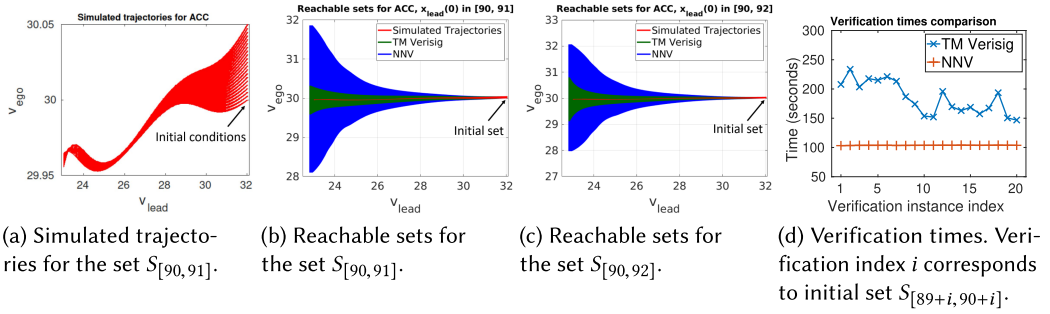 Simulated trajectories for ACC
30.05
30
29.95
v_ego
Initial conditions
24 26 28 30 32
v_lead
Reachable sets for ACC, x_lead(0) in [90, 91]
32
31
30
29
28
v_ego
Simulated Trajectories
TM Verisig
NNV
Initial set
24 26 28 30 32
v_lead
Reachable sets for ACC, x_lead(0) in [90, 92]
33
32
31
30
29
28
27
v_ego
Simulated Trajectories
TM Verisig
NNV
Initial set
24 26 28 30 32
v_lead
Verification times comparison
300
250
200
150
100
50
Time (seconds)
TM Verisig
NNV
1 5 10 15 20
Verification instance index
(a) Simulated trajecto-
ries for the set S[90,91].
(b) Reachable sets for
the set S[90,91].
(c) Reachable sets for
the set S[90,92].
(d) Verification times. Veri-
fication index i corresponds
to initial set S[89+i,90+i].